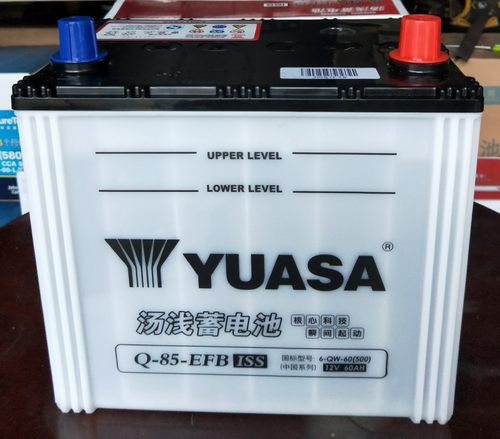 UPPER LEVEL
LOWER LEVEL
YUASA®
汤浅蓄电池
核心科技
瞬间起动
Q-85-EFB ISS
国标型号: 6-QW-60(500)
(中国系列) 12V 60AH